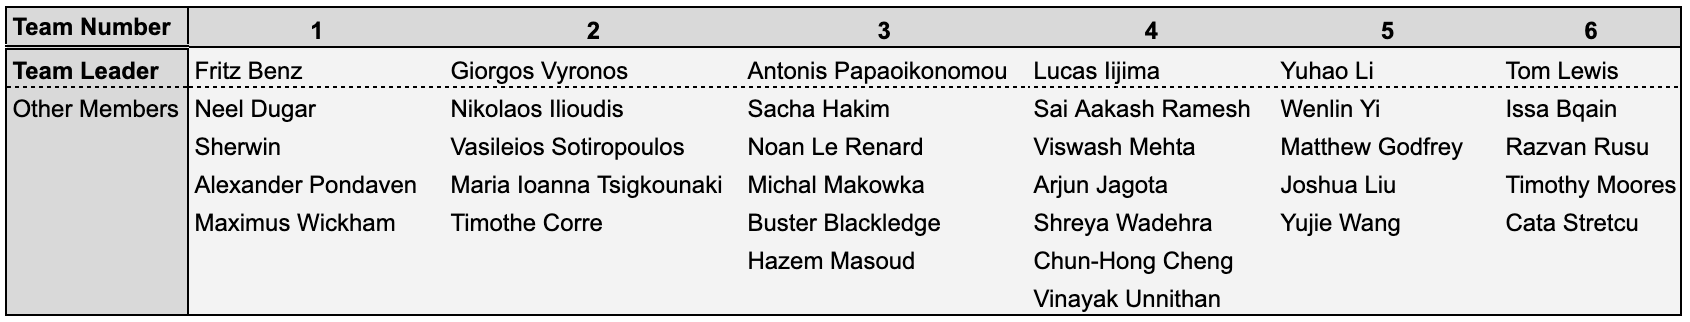 Team Number 1 2 3 4 5 6
Team Leader Fritz Benz Giorgos Vyronos Antonis Papaoikonomou Lucas Iijima Yuhao Li Tom Lewis
Other Members Neel Dugar Nikolaos Ilioudis Sacha Hakim Sai Aakash Ramesh Wenlin Yi Issa Bqain
Sherwin Vasileios Sotiropoulos Noan Le Renard Viswash Mehta Matthew Godfrey Razvan Rusu
Alexander Pondaven Maria Ioanna Tsigkounaki Michal Makowka Arjun Jagota Joshua Liu Timothy Moores
Maximus Wickham Timothe Corre Buster Blackledge Shreya Wadehra Yujie Wang Cata Stretcu
Hazem Masoud Chun-Hong Cheng
Vinayak Unnithan